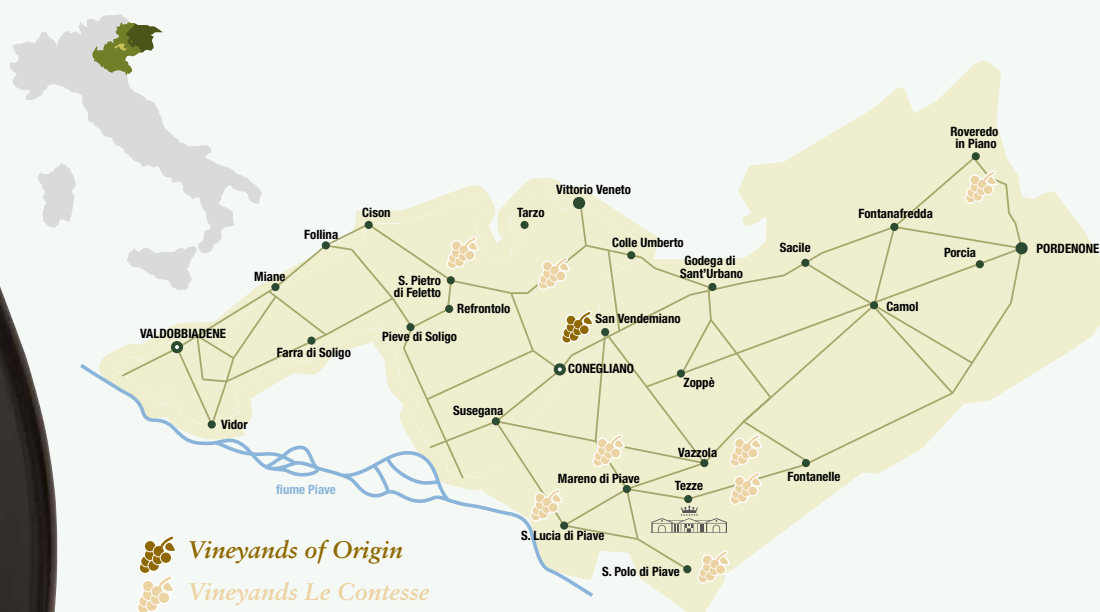 Roveredo
in Piano
Vittorio Veneto
Cison
Tarzo
Fontanafredda
Follina
Colle Umberto
Sacile
PORDENONE
Porcia
Godega di
Sant'Urbano
Miane
S. Pietro
di Feletto
Refrontolo
Camol
San Vendemiano
VALDOBBIADENE
Pieve di Soligo
Farra di Soligo
CONEGLIANO
Zoppè
Susegana
Vidor
Vazzola
Mareno di Piave
Tezze
Fontanelle
fiume Piave
S. Lucia di Piave
S. Polo di Piave
Vineyands of Origin
Vineyands Le Contesse